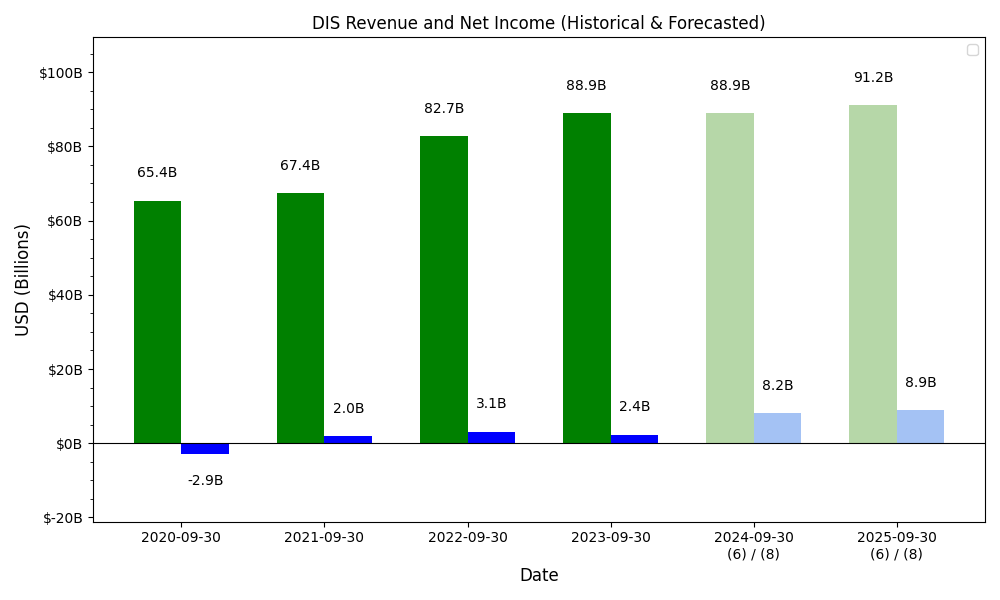 DIS Revenue and Net Income (Historical & Forecasted)
USD (Billions)
$100B
$80B
$60B
$40B
$20B
$0B
$-20B
65.4B
-2.9B
67.4B
2.0B
82.7B
3.1B
88.9B
2.4B
88.9B
8.2B
91.2B
8.9B
2020-09-30
2021-09-30
2022-09-30
2023-09-30
2024-09-30
(6) / (8)
2025-09-30
(6) / (8)
Date